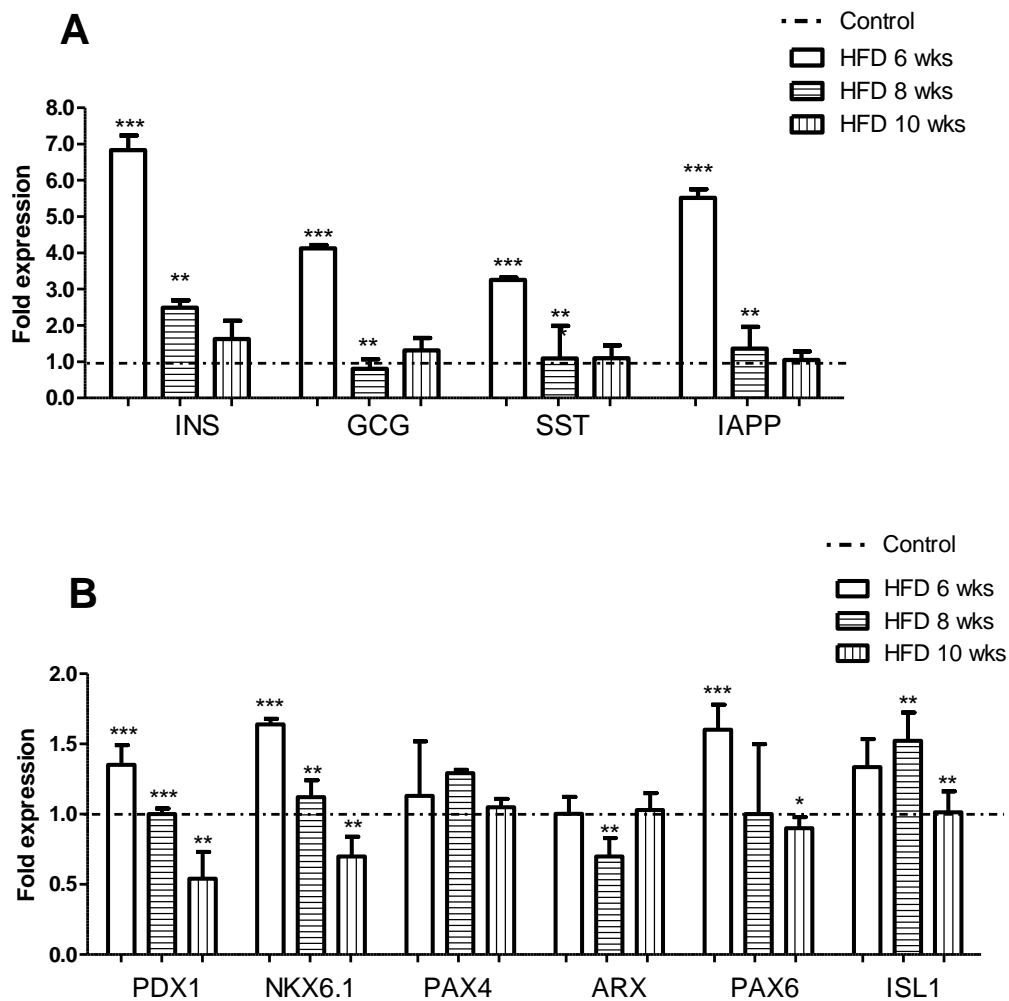 A
Control
HFD 6 wks
HFD 8 wks
HFD 10 wks
Fold expression
8.0
7.0
6.0
5.0
4.0
3.0
2.0
1.0
0.0
***
**
***
**
***
**
*
***
**
INS GCG SST IAPP
B
Control
HFD 6 wks
HFD 8 wks
HFD 10 wks
Fold expression
2.0
1.5
1.0
0.5
0.0
***
***
**
***
**
**
**
***
*
**
**
PDX1 NKX6.1 PAX4 ARX PAX6 ISL1